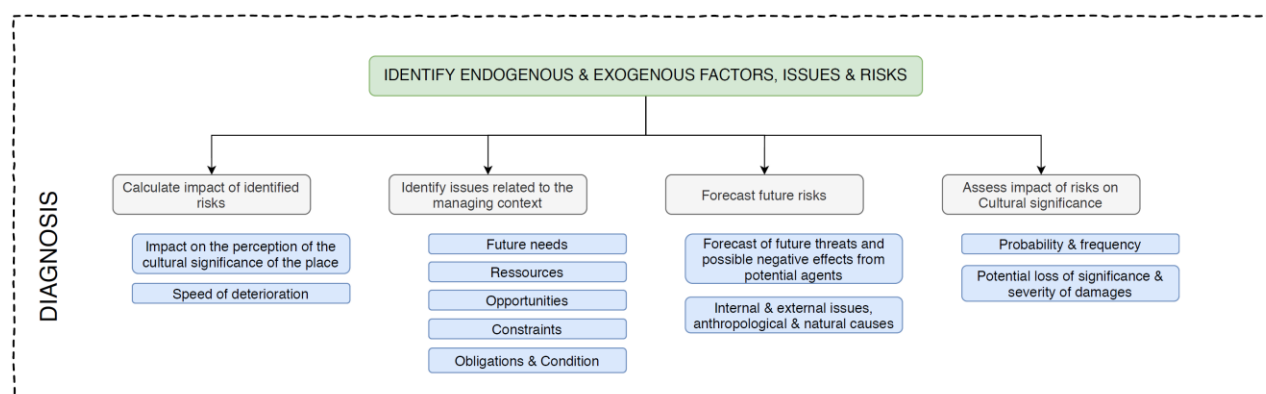 IDENTIFY ENDOGENOUS & EXOGENOUS FACTORS, ISSUES & RISKS
DIAGNOSIS
Calculate impact of identified
risks
Impact on the perception of the
cultural significance of the place
Speed of deterioration
Identify issues related to the
managing context
Future needs
Ressources
Opportunities
Constraints
Obligations & Condition
Forecast future risks
Forecast of future threats and
possible negative effects from
potential agents
Internal & external issues,
anthropological & natural causes
Assess impact of risks on
Cultural significance
Probability & frequency
Potential loss of significance &
severity of damages